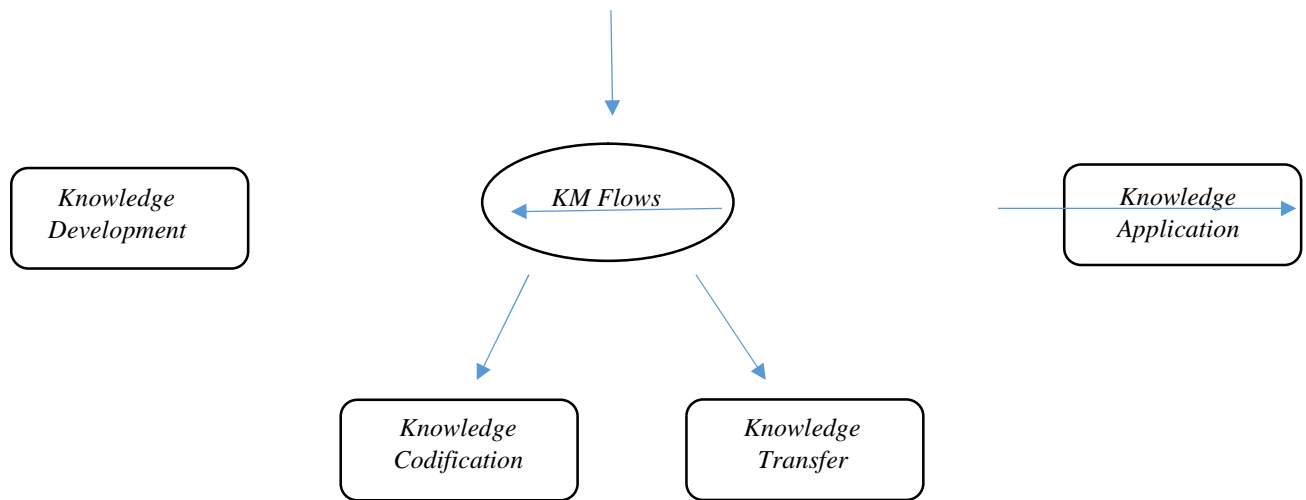 KM Flows
Knowledge
Development
Knowledge
Application
Knowledge
Codification
Knowledge
Transfer